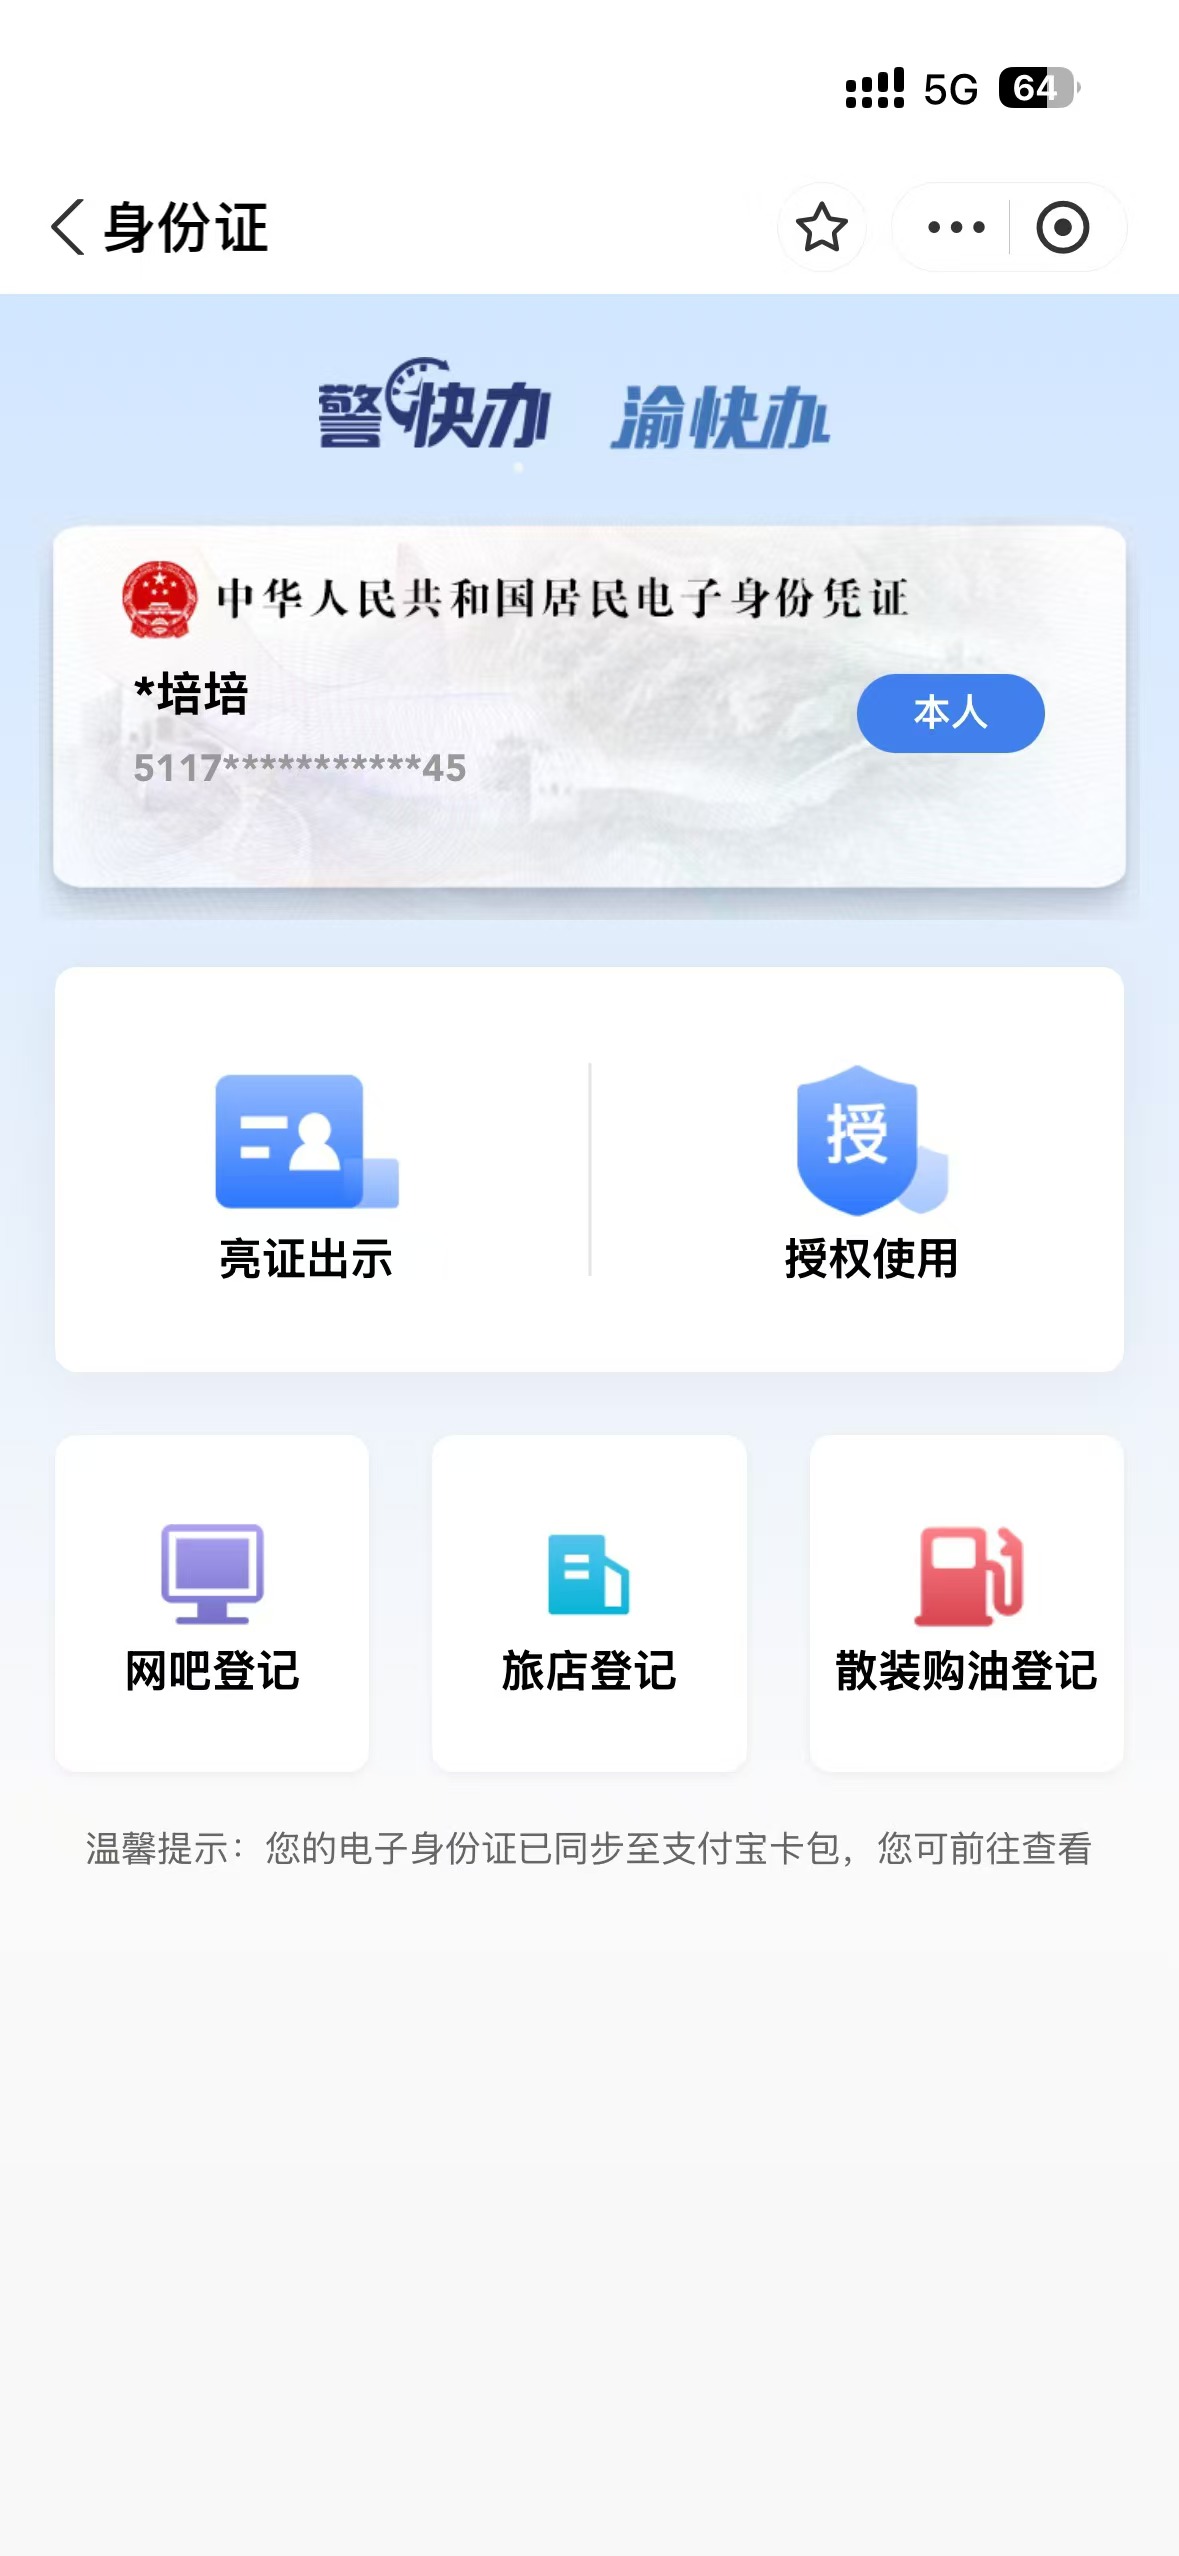 5G 64
身份证
警快办 渝快办
中华人民共和国居民电子身份凭证
*培培
本人
5117***********45
授
亮证出示 授权使用
网吧登记 旅店登记 散装购油登记
温馨提示：您的电子身份证已同步至支付宝卡包，您可前往查看